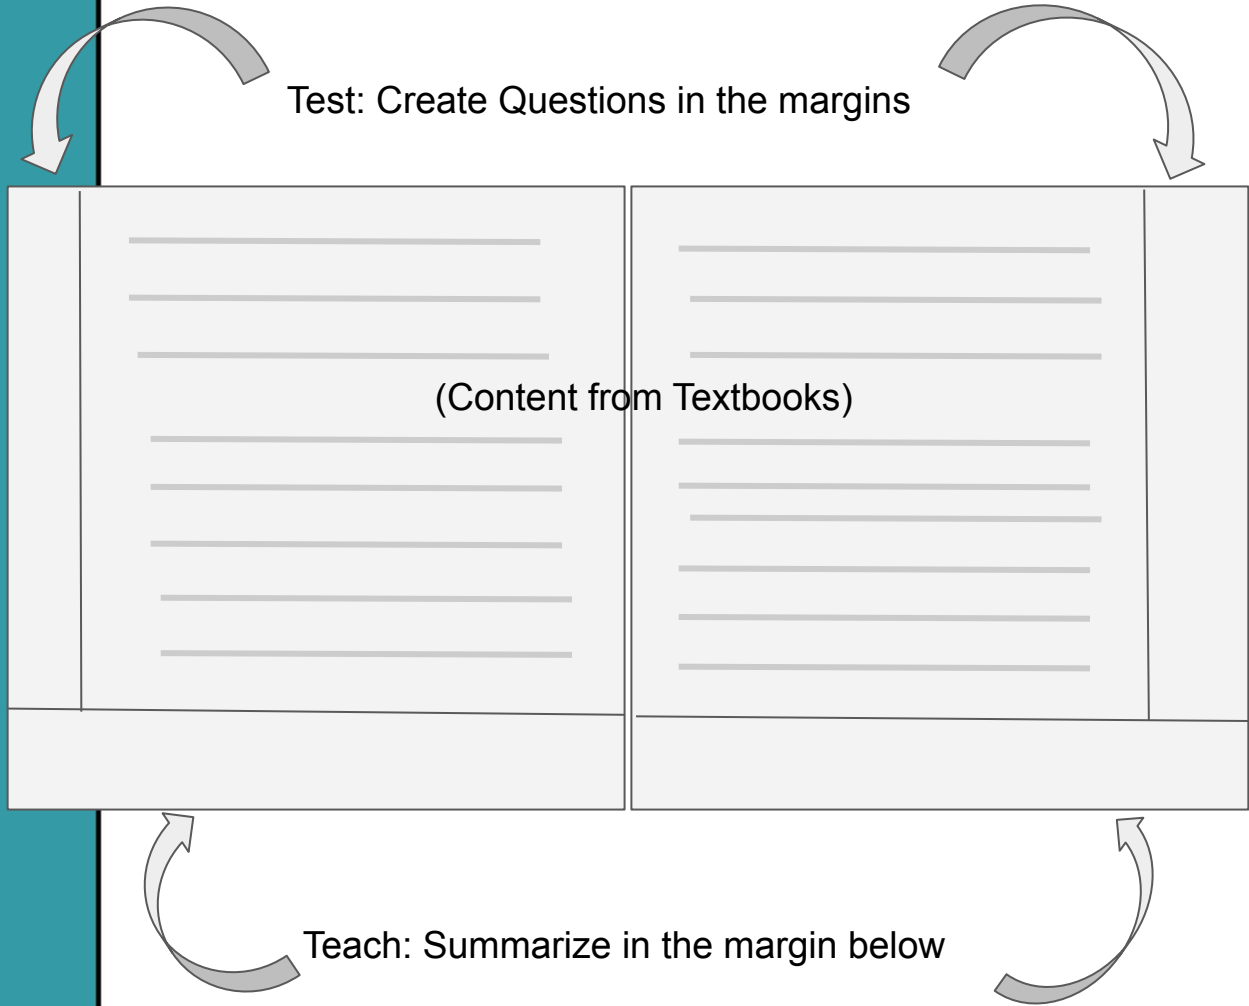 Test: Create Questions in the margins
(Content from Textbooks)
Teach: Summarize in the margin below